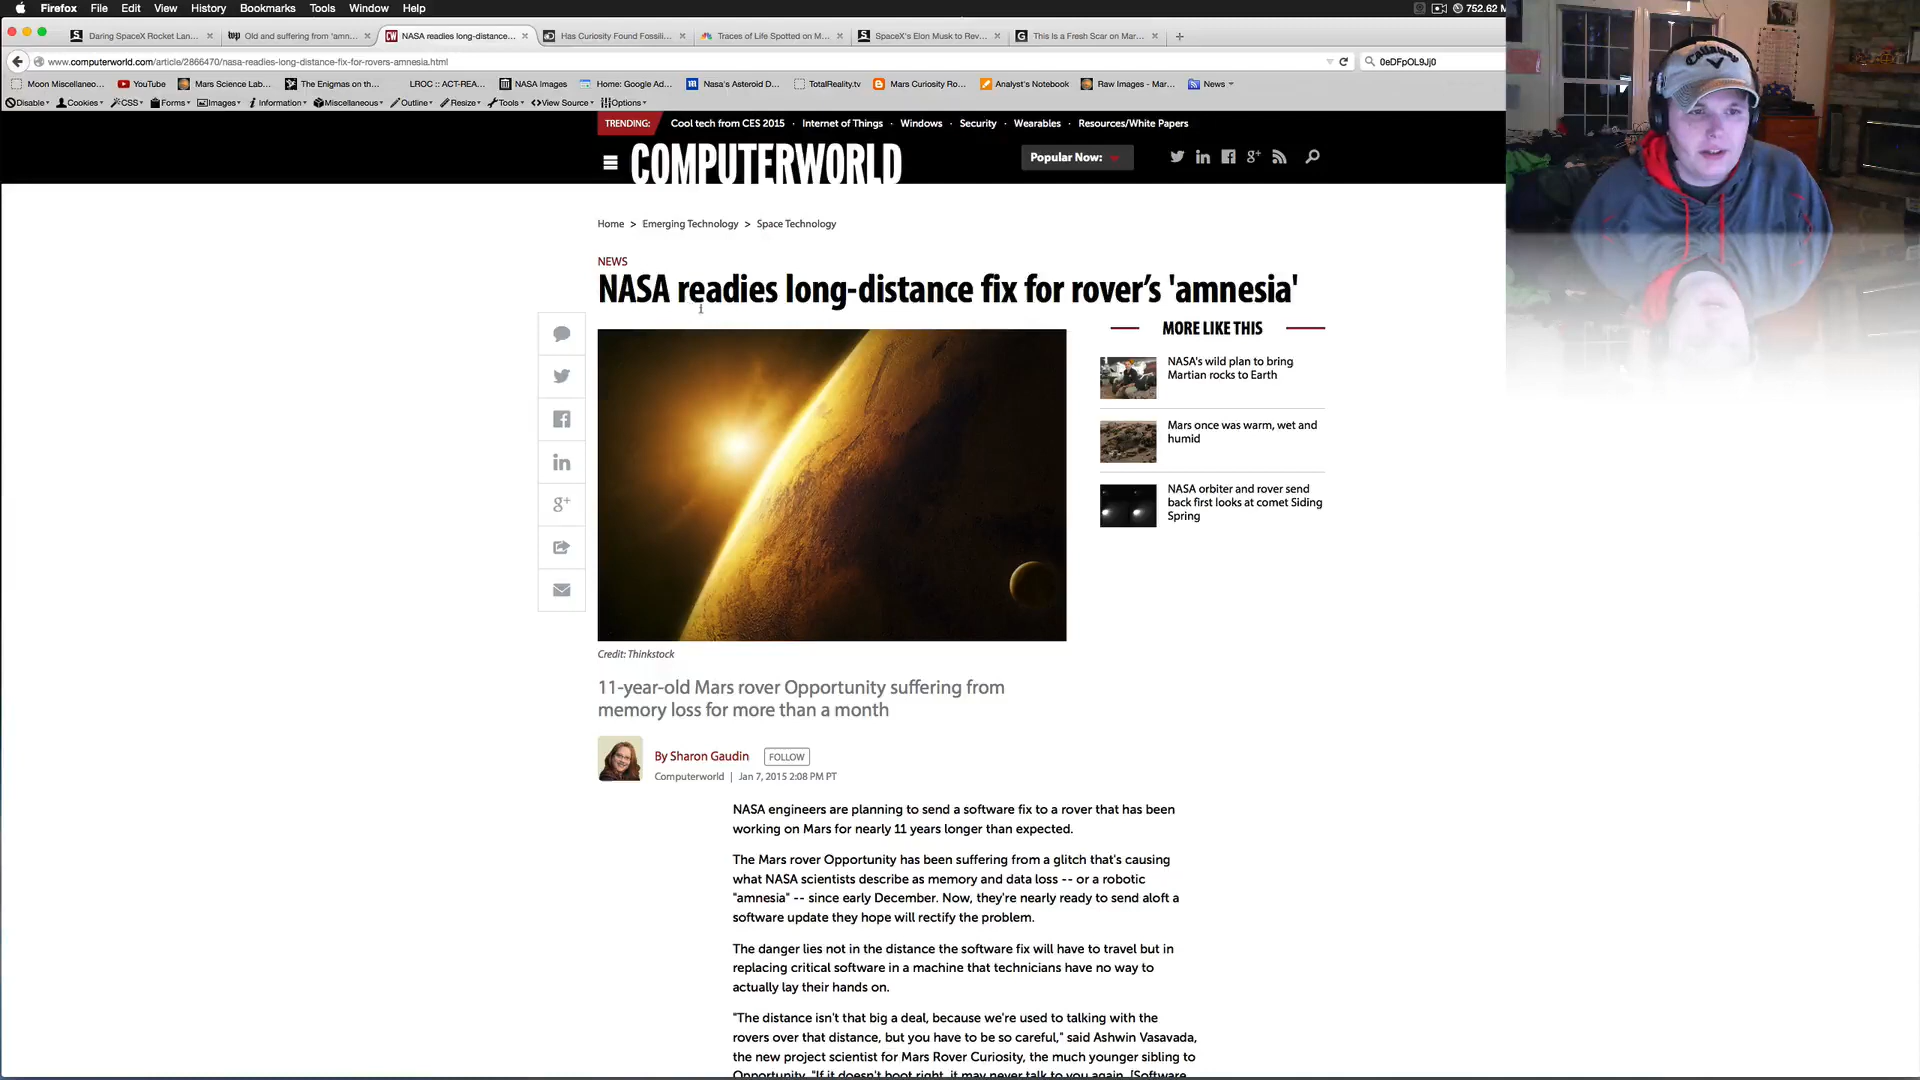 Firefox File Edit View History Bookmarks Tools Window Help 752.62 M
Daring SpaceX Rocket Lan... Old and suffering from 'amn... NASA readies long-distance... Has Curiosity Found Fossili... Traces of Life Spotted on M... SpaceX's Elon Musk to Rev... This Is a Fresh Scar on Mar...
www.computerworld.com/article/2866470/nasa-readies-long-distance-fix-for-rovers-amnesia.html 0eDFpOL9Jj0
Moon Miscellaneo... YouTube Mars Science Lab... The Enigmas on th... LROC :: ACT-REA... NASA Images Home: Google Ad... Nasa's Asteroid D... TotalReality.tv Mars Curiosity Ro... Analyst's Notebook Raw Images - Mar... News
Disable Cookies CSS Forms Images Information Miscellaneous Outline Resize Tools View Source Options
TRENDING: Cool tech from CES 2015 · Internet of Things · Windows · Security · Wearables · Resources/White Papers
COMPUTERWORLD Popular Now:
Home > Emerging Technology > Space Technology
NEWS
NASA readies long-distance fix for rover's 'amnesia'
MORE LIKE THIS
NASA's wild plan to bring
Martian rocks to Earth
Mars once was warm, wet and
humid
NASA orbiter and rover send
back first looks at comet Siding
Spring
Credit: Thinkstock
11-year-old Mars rover Opportunity suffering from
memory loss for more than a month
By Sharon Gaudin FOLLOW
Computerworld | Jan 7, 2015 2:08 PM PT
NASA engineers are planning to send a software fix to a rover that has been
working on Mars for nearly 11 years longer than expected.
The Mars rover Opportunity has been suffering from a glitch that's causing
what NASA scientists describe as memory and data loss -- or a robotic
"amnesia" -- since early December. Now, they're nearly ready to send aloft a
software update they hope will rectify the problem.
The danger lies not in the distance the software fix will have to travel but in
replacing critical software in a machine that technicians have no way to
actually lay their hands on.
"The distance isn't that big a deal, because we're used to talking with the
rovers over that distance, but you have to be so careful," said Ashwin Vasavada,
the new project scientist for Mars Rover Curiosity, the much younger sibling to
Opportunity. "If it doesn't boot right, it may never talk to you again. [Software
Callaway